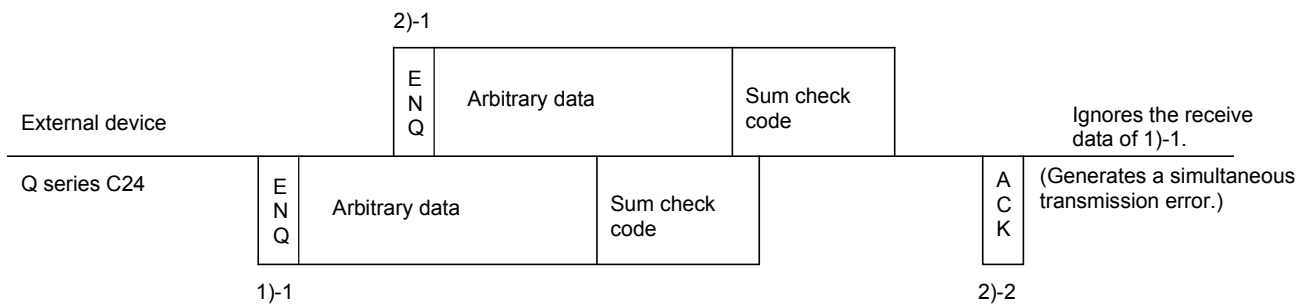 2)-1
E
N
Q
Arbitrary data
Sum check
code
External device
Ignores the receive
data of 1)-1.
Q series C24
E
N
Q
Arbitrary data
Sum check
code
A
C
K
(Generates a simultaneous
transmission error.)
1)-1
2)-2